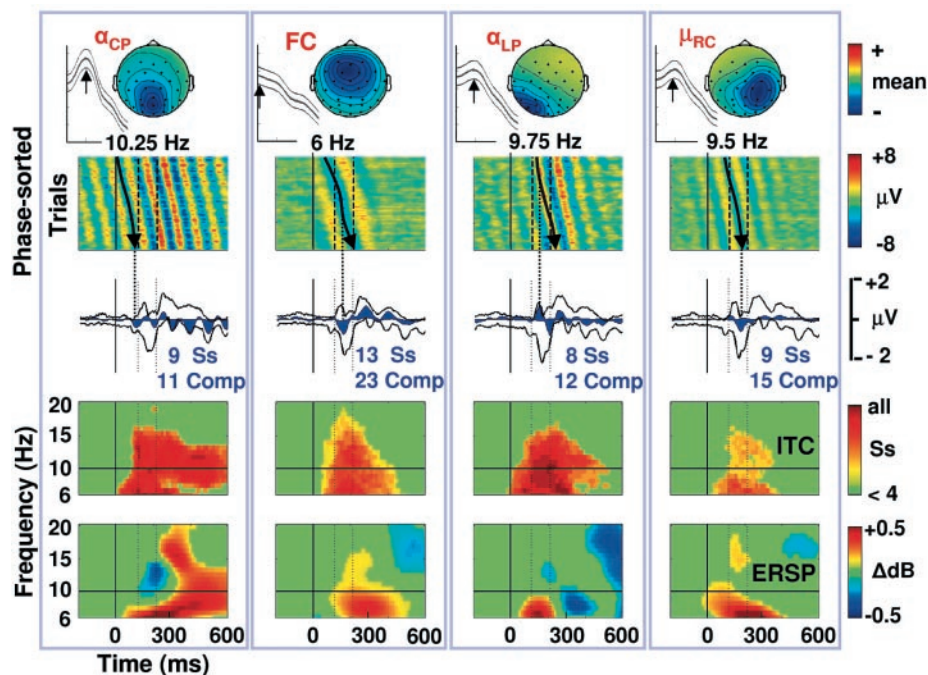 αCP
FC
αLP
μRC
+
mean
-
10.25 Hz
6 Hz
9.75 Hz
9.5 Hz
Phase-sorted
Trials
+8
μV
-8
+2
μV
- 2
9 Ss
11 Comp
13 Ss
23 Comp
8 Ss
12 Comp
9 Ss
15 Comp
Frequency (Hz)
20
15
10
6
ITC
all
Ss
< 4
20
15
10
6
ERSP
+0.5
ΔdB
-0.5
0 300 600
0 300 600
0 300 600
0 300 600
Time (ms)